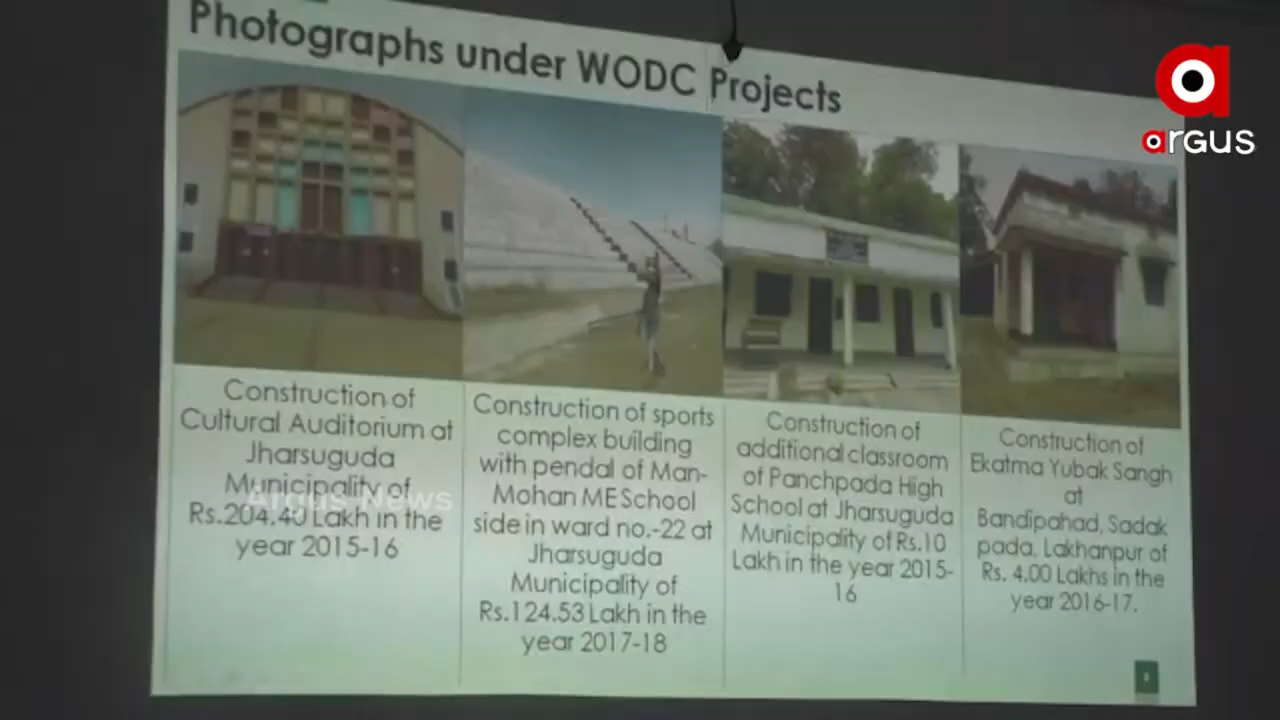 Photographs under WODC Projects
argus
Construction of
Cultural Auditorium at
Jharsuguda
Municipality of
Rs.204.40 Lakh in the
year 2015-16
Argus News
Construction of sports
complex building
with pendal of Man-
Mohan ME School
side in ward no.-22 at
Jharsuguda
Municipality of
Rs.124.53 Lakh in the
year 2017-18
Construction of
additional classroom
of Panchpada High
School at Jharsuguda
Municipality of Rs.10
Lakh in the year 2015-
16
Construction of
Ekatma Yubak Sangh
at
Bandipahad, Sadak
pada, Lakhanpur of
Rs. 4.00 Lakhs in the
year 2016-17.